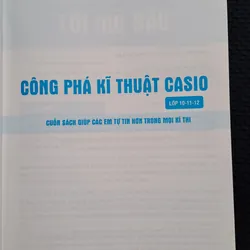 CÔNG PHÁ KĨ THUẬT CASIO
LỚP 10-11-12
CUỐN SÁCH GIÚP CÁC EM TỰ TIN HƠN TRONG MỌI KÌ THI